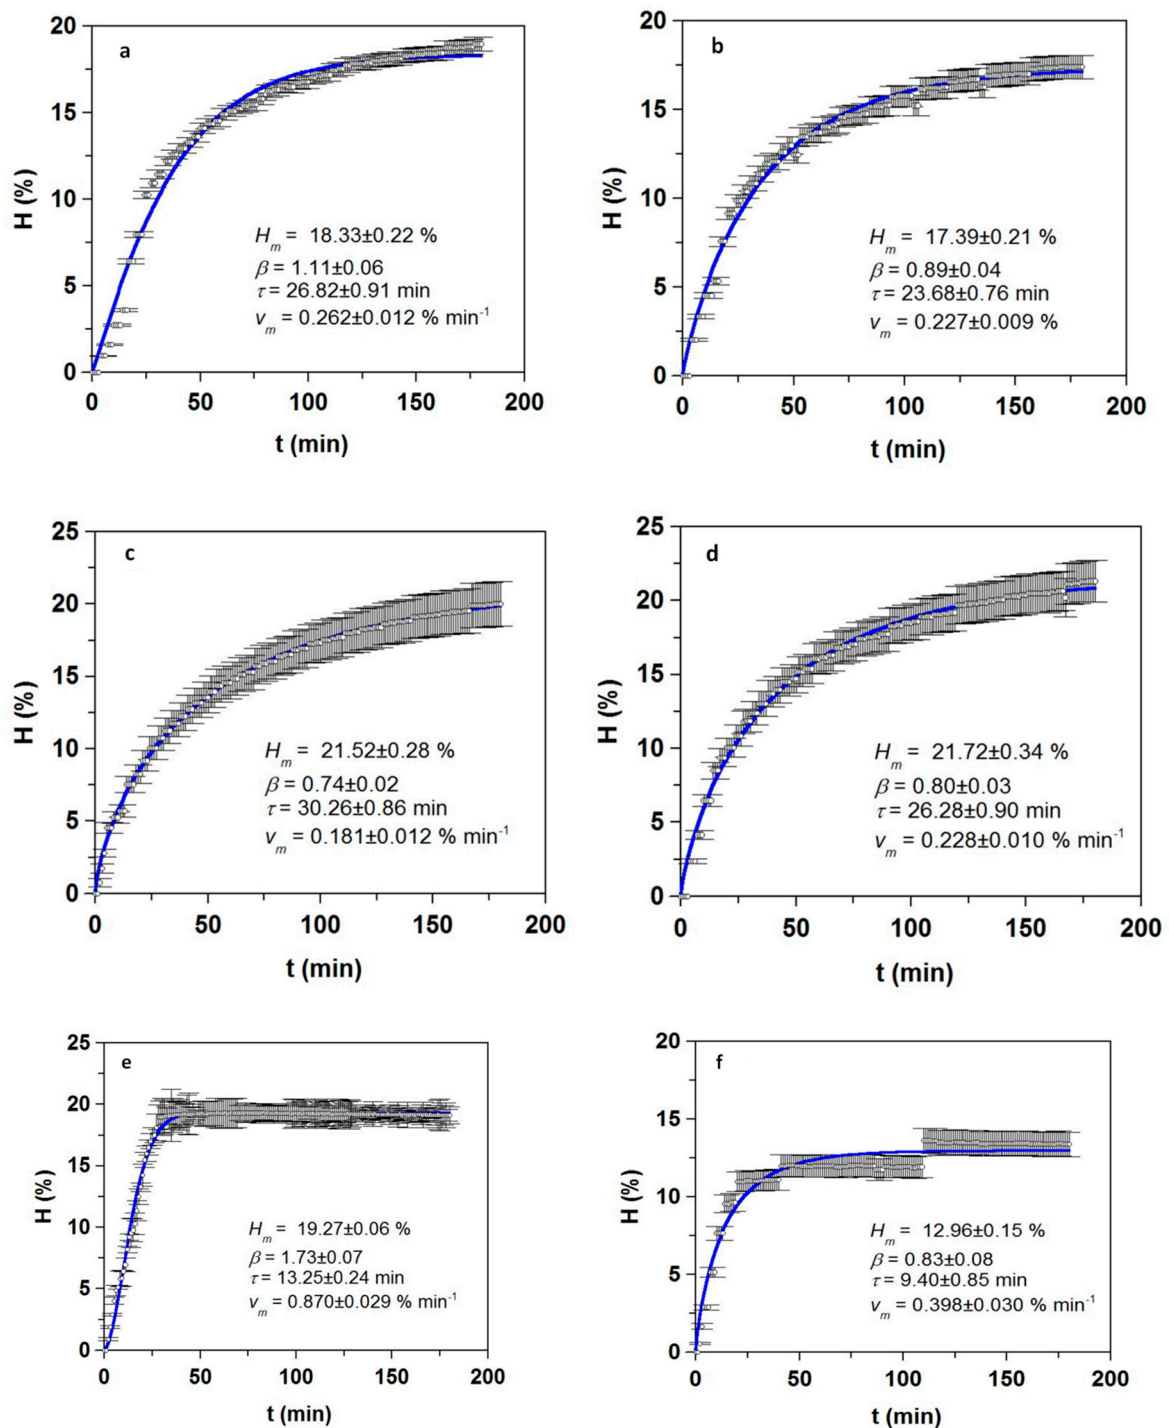 a
H (%)
20
15
10
5
0
H_m = 18.33±0.22 %
β = 1.11±0.06
τ = 26.82±0.91 min
v_m = 0.262±0.012 % min⁻¹
0 50 100 150 200
t (min)
b
H (%)
20
15
10
5
0
H_m = 17.39±0.21 %
β = 0.89±0.04
τ = 23.68±0.76 min
v_m = 0.227±0.009 %
0 50 100 150 200
t (min)
c
H (%)
25
20
15
10
5
0
H_m = 21.52±0.28 %
β = 0.74±0.02
τ = 30.26±0.86 min
v_m = 0.181±0.012 % min⁻¹
0 50 100 150 200
t (min)
d
H (%)
25
20
15
10
5
0
H_m = 21.72±0.34 %
β = 0.80±0.03
τ = 26.28±0.90 min
v_m = 0.228±0.010 % min⁻¹
0 50 100 150 200
t (min)
e
H (%)
25
20
15
10
5
0
H_m = 19.27±0.06 %
β = 1.73±0.07
τ = 13.25±0.24 min
v_m = 0.870±0.029 % min⁻¹
0 50 100 150 200
t (min)
f
H (%)
20
15
10
5
0
H_m = 12.96±0.15 %
β = 0.83±0.08
τ = 9.40±0.85 min
v_m = 0.398±0.030 % min⁻¹
0 50 100 150 200
t (min)